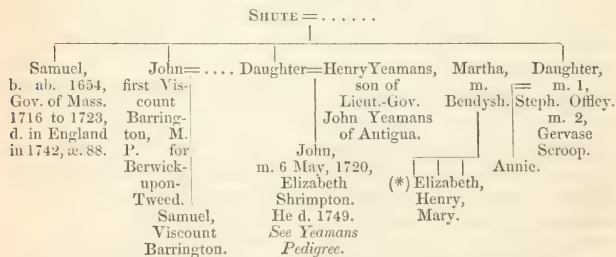 SHUTE = . . . . . .
Samuel,
b. ab. 1654,
Gov. of Mass.
1716 to 1723,
d. in England
in 1742, æ. 88.
John=. . . .
first Vis-
count
Barring-
ton, M.
P. for
Berwick-
upon-
Tweed.
Samuel,
Viscount
Barrington.
Daughter=Henry Yeamans,
son of
Lieut.-Gov.
John Yeamans
of Antigua.
John,
m. 6 May, 1720,
Elizabeth
Shrimpton.
He d. 1749.
See Yeamans
Pedigree.
Martha,
m.
Bendysh.
(*) Elizabeth,
Henry,
Mary.
Daughter,
= m. 1,
Steph. Offley.
m. 2,
Gervase
Scroop.
Annie.